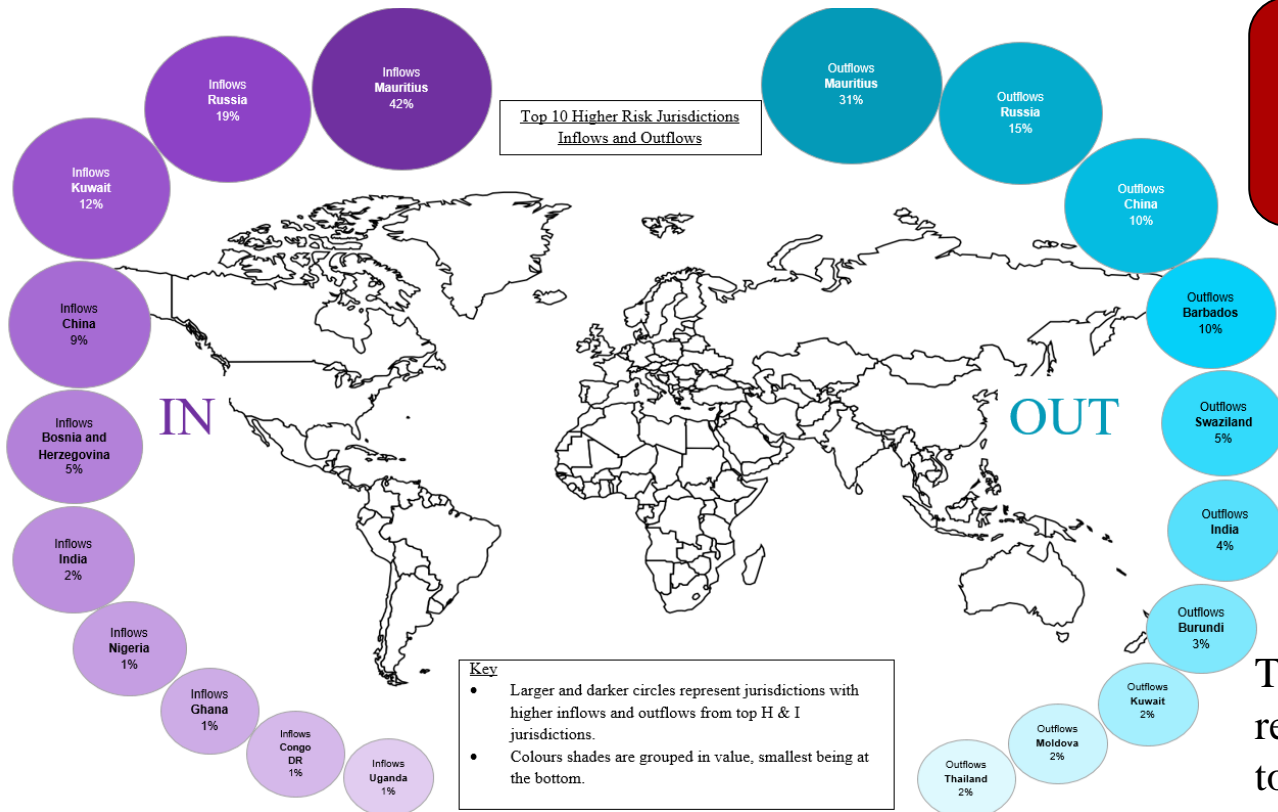 Inflows
Mauritius
42%
Inflows
Russia
19%
Inflows
Kuwait
12%
Inflows
China
9%
Inflows
Bosnia and
Herzegovina
5%
Inflows
India
2%
Inflows
Nigeria
1%
Inflows
Ghana
1%
Inflows
Congo
DR
1%
Inflows
Uganda
1%
IN
Top 10 Higher Risk Jurisdictions
Inflows and Outflows
Outflows
Mauritius
31%
Outflows
Russia
15%
Outflows
China
10%
Outflows
Barbados
10%
Outflows
Swaziland
5%
Outflows
India
4%
Outflows
Burundi
3%
Outflows
Kuwait
2%
Outflows
Moldova
2%
Outflows
Thailand
2%
OUT
Key
• Larger and darker circles represent jurisdictions with
higher inflows and outflows from top H & I
jurisdictions.
• Colours shades are grouped in value, smallest being at
the bottom.
T
re
to